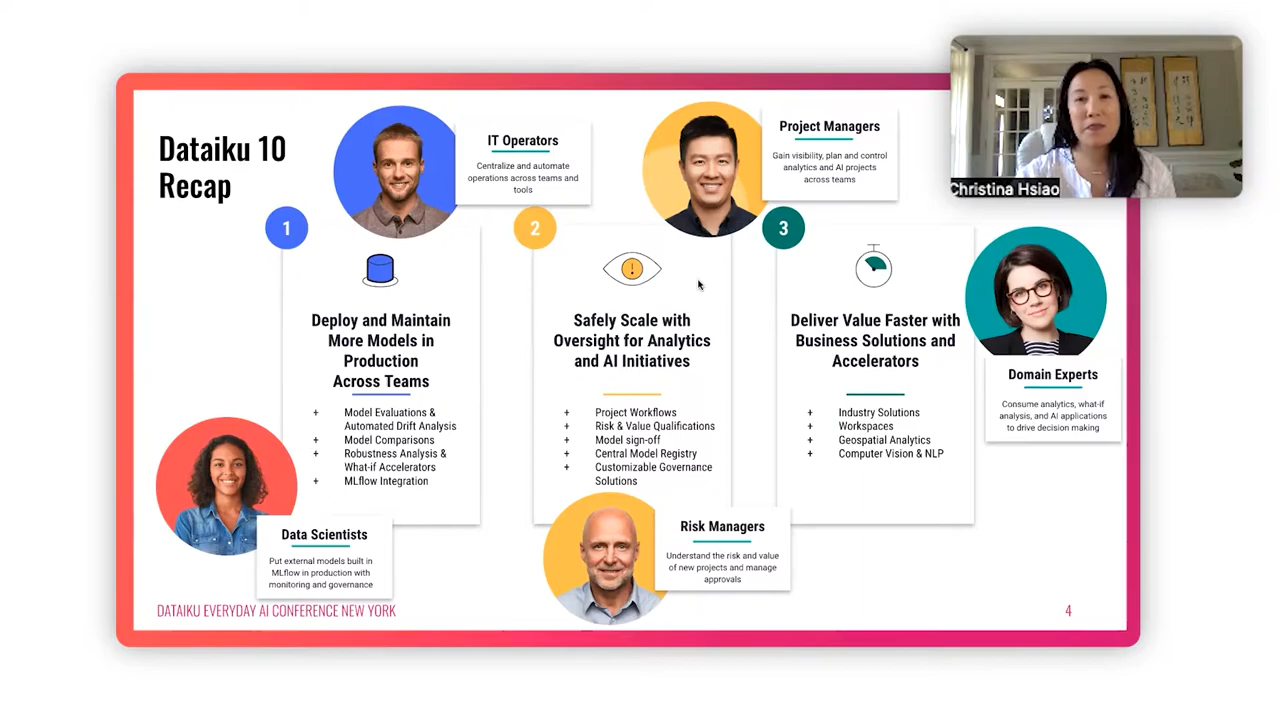 Dataiku 10
Recap
IT Operators
Centralize and automate
operations across teams and
tools
Project Managers
Gain visibility, plan and control
analytics and AI projects
across teams
Christina Hsiao
1
Deploy and Maintain
More Models in
Production
Across Teams
+ Model Evaluations &
Automated Drift Analysis
+ Model Comparisons
+ Robustness Analysis &
What-if Accelerators
+ MLflow Integration
2
Safely Scale with
Oversight for Analytics
and AI Initiatives
+ Project Workflows
+ Risk & Value Qualifications
+ Model sign-off
+ Central Model Registry
+ Customizable Governance
Solutions
3
Deliver Value Faster with
Business Solutions and
Accelerators
+ Industry Solutions
+ Workspaces
+ Geospatial Analytics
+ Computer Vision & NLP
Domain Experts
Consume analytics, what-if
analysis, and AI applications
to drive decision making
Data Scientists
Put external models built in
MLflow in production with
monitoring and governance
Risk Managers
Understand the risk and value
of new projects and manage
approvals
DATAIKU EVERYDAY AI CONFERENCE NEW YORK
4